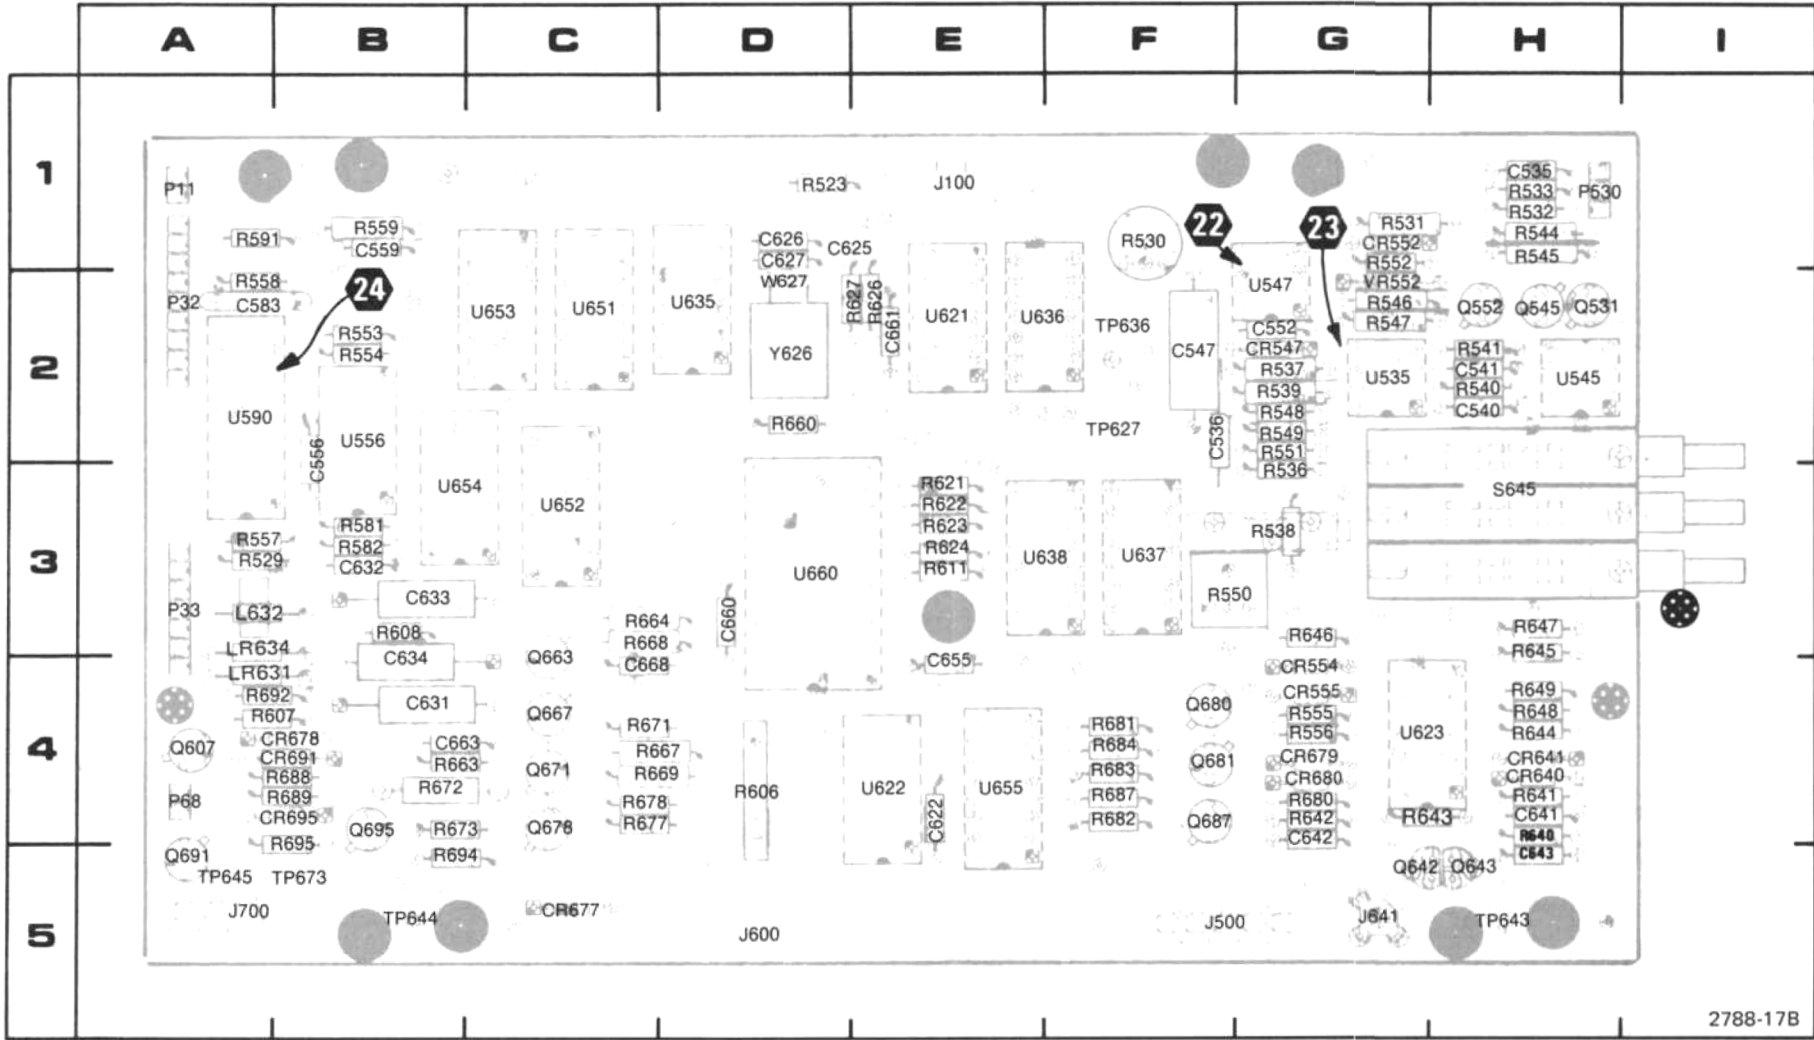 A B C D E F G H I
1
P11 R523 J100 C535
R533 P530
R532
R591 R559 C626 C625 R530 22 23 R531 R544
C559 C627 CR552 R545
R552
R558 24 W627 U547 VR552
P32 C583 U653 U651 U635 R627 R626 C661 U621 U636 TP636 R546 Q552 Q545 Q531
R547
R553 C552
R554 Y626 C547 CR547 R541
2
R537 U535 C541 U545
R539 R540
R548 C540
U590 U556 R660 TP627 C536 R549
R551
C556 R536
U654 U652 R621 S645
R622
R581 R623 R538
R557 R582 R624 U638 U637
3
R529 C632 U660 R611
C633 R550
P33 L632 C660
R608 R664 R647
LR634 C634 Q663 R668 C655 R646 R645
LR631 C668 CR554
R692 C631 CR555 R649
R607 Q667 R671 Q680 R555 R648
R681 R556 U623 R644
4
Q607 CR678 C663 R667 R684 CR679 CR641
CR691 R663 Q671 R669 R683 Q681 CR680 CR640
R688 R672 R606 U622 U655
P68 R689 R678 C622 R687 R680 R641
CR695 Q695 R673 Q678 R677 R682 Q687 R642 R643 C641
R695 C642 R640
Q691 R694 Q642 Q643 C643
TP645 TP673
J700 TP644 CR677 J500 J641 TP643
5
J600
2788-17B